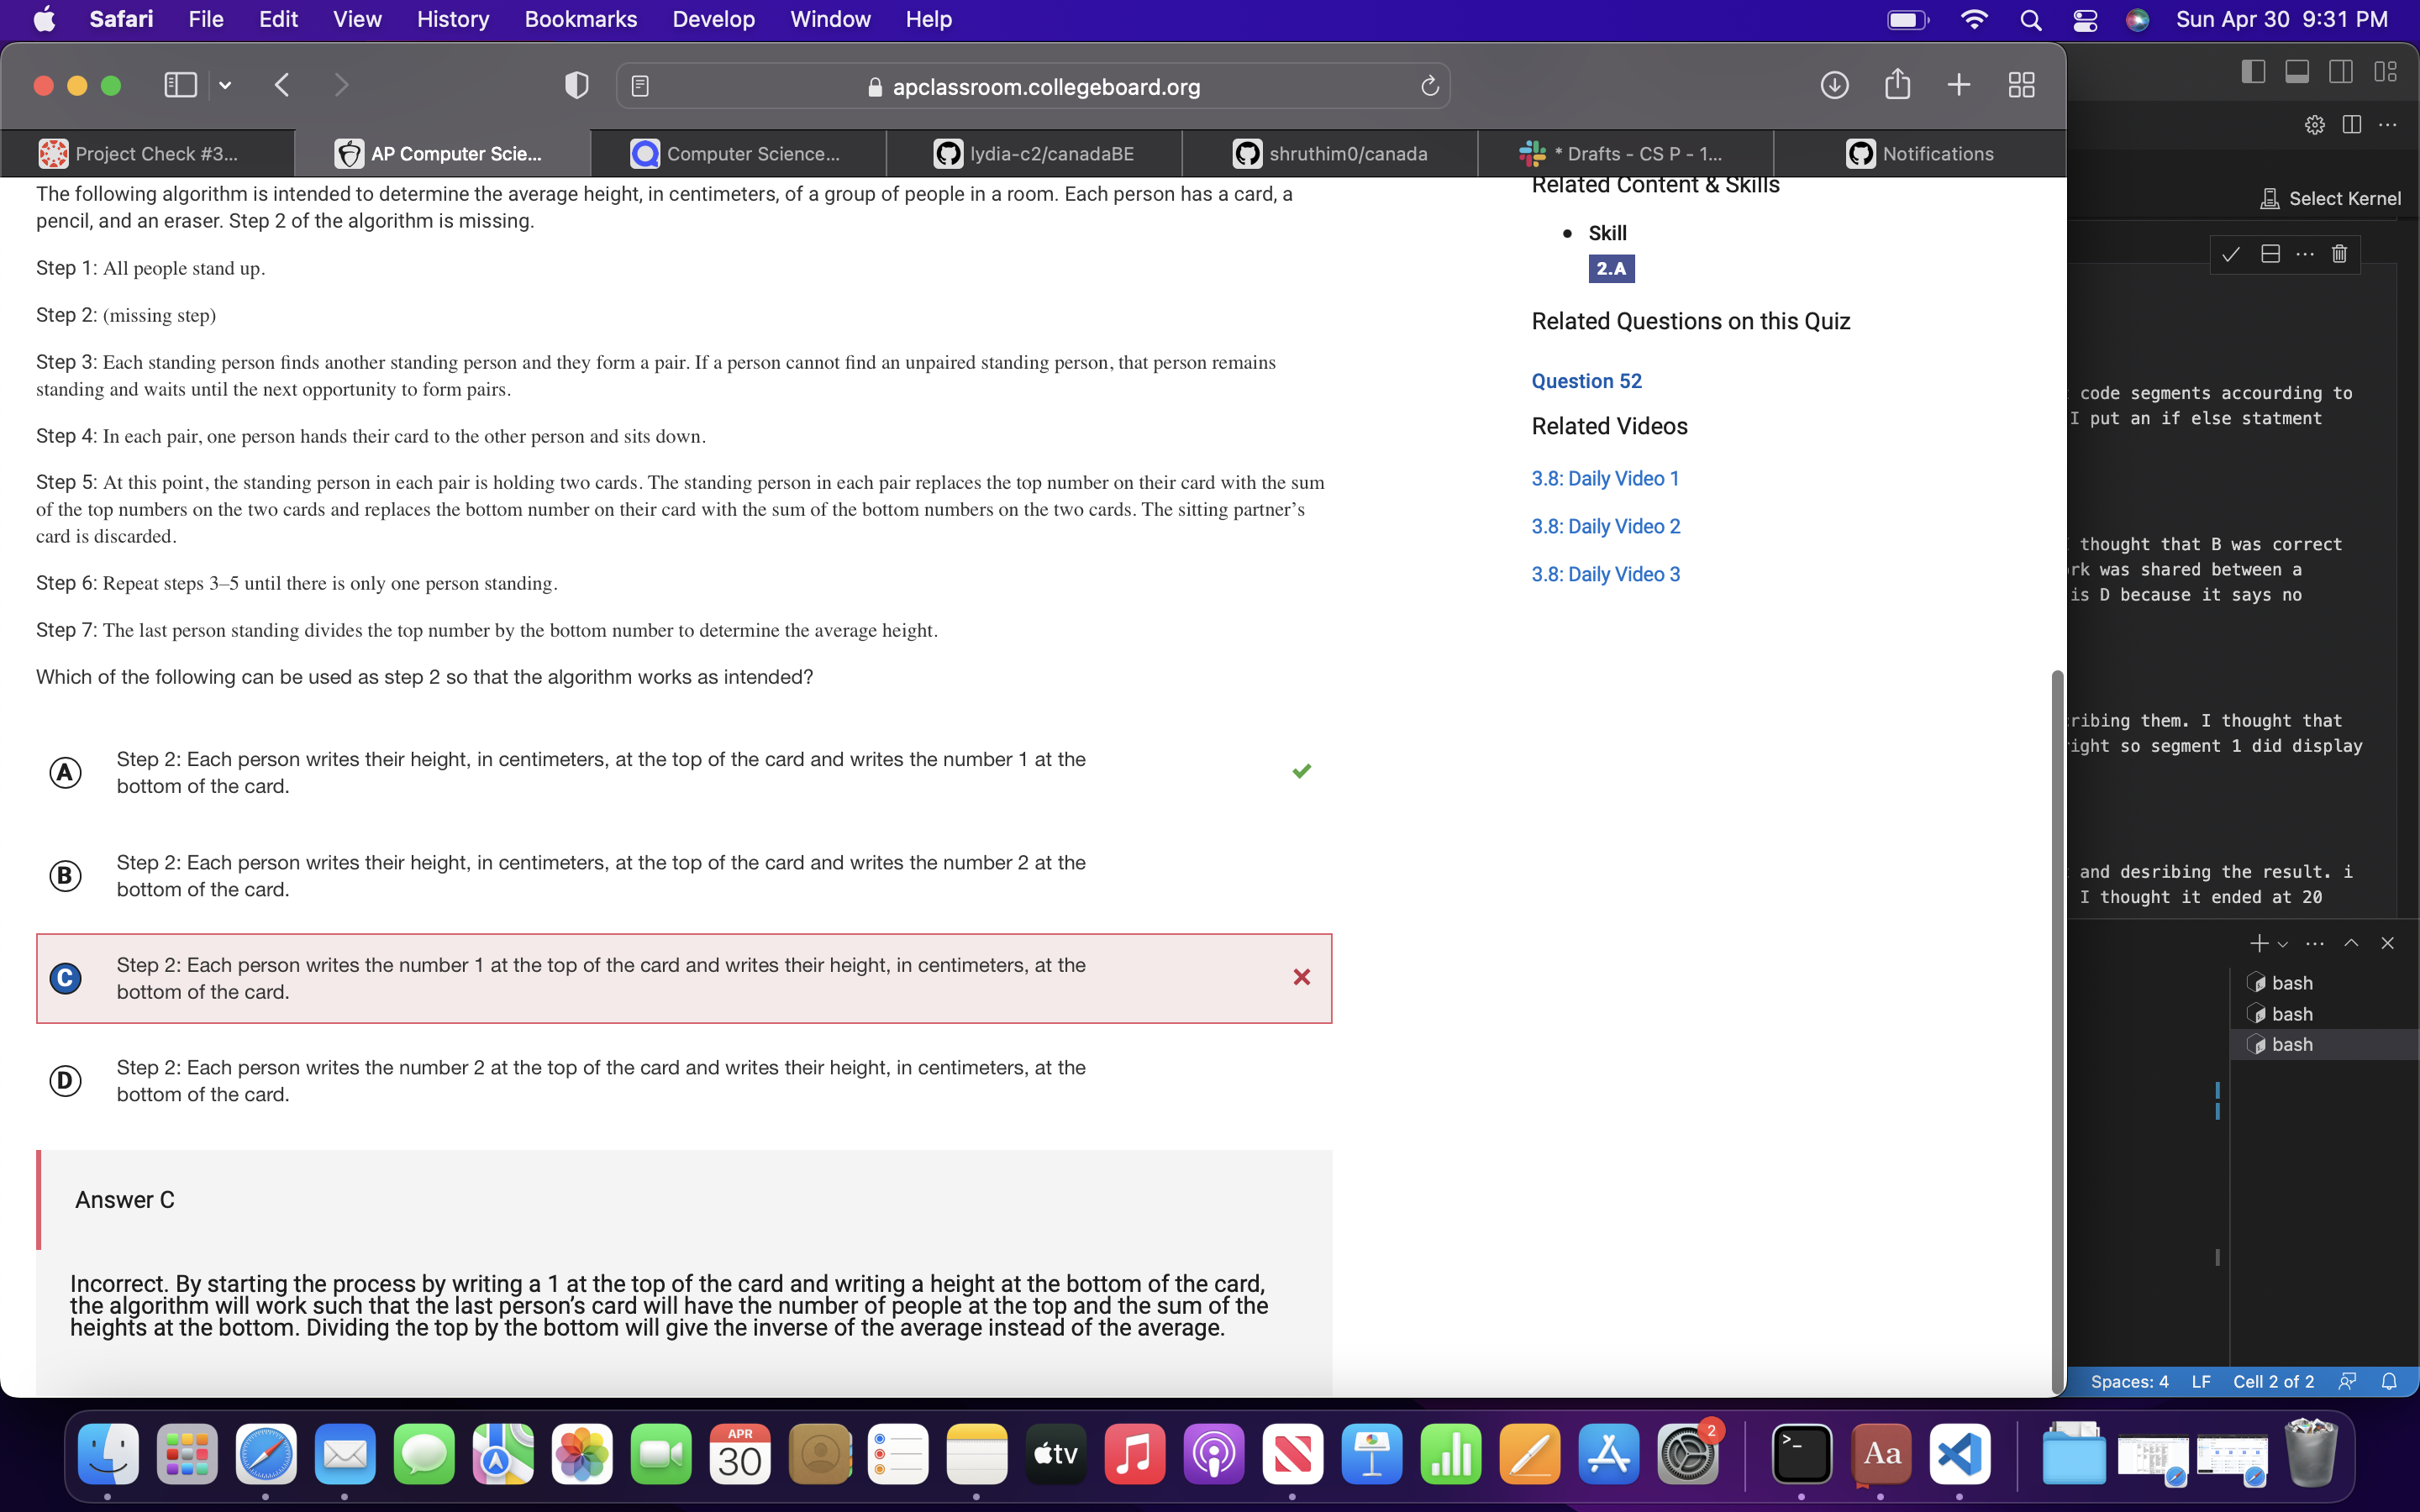 Safari File Edit View History Bookmarks Develop Window Help Sun Apr 30 9:31 PM
apclassroom.collegeboard.org
Project Check #3... AP Computer Scie... Computer Science... lydia-c2/canadaBE shruthim0/canada * Drafts - CS P - 1... Notifications
The following algorithm is intended to determine the average height, in centimeters, of a group of people in a room. Each person has a card, a
pencil, and an eraser. Step 2 of the algorithm is missing.
Step 1: All people stand up.
Step 2: (missing step)
Step 3: Each standing person finds another standing person and they form a pair. If a person cannot find an unpaired standing person, that person remains
standing and waits until the next opportunity to form pairs.
Step 4: In each pair, one person hands their card to the other person and sits down.
Step 5: At this point, the standing person in each pair is holding two cards. The standing person in each pair replaces the top number on their card with the sum
of the top numbers on the two cards and replaces the bottom number on their card with the sum of the bottom numbers on the two cards. The sitting partner’s
card is discarded.
Step 6: Repeat steps 3–5 until there is only one person standing.
Step 7: The last person standing divides the top number by the bottom number to determine the average height.
Which of the following can be used as step 2 so that the algorithm works as intended?
A Step 2: Each person writes their height, in centimeters, at the top of the card and writes the number 1 at the
bottom of the card.
B Step 2: Each person writes their height, in centimeters, at the top of the card and writes the number 2 at the
bottom of the card.
C Step 2: Each person writes the number 1 at the top of the card and writes their height, in centimeters, at the
bottom of the card.
D Step 2: Each person writes the number 2 at the top of the card and writes their height, in centimeters, at the
bottom of the card.
Answer C
Incorrect. By starting the process by writing a 1 at the top of the card and writing a height at the bottom of the card,
the algorithm will work such that the last person’s card will have the number of people at the top and the sum of the
heights at the bottom. Dividing the top by the bottom will give the inverse of the average instead of the average.
Related Content & Skills
Skill
2.A
Related Questions on this Quiz
Question 52
Related Videos
3.8: Daily Video 1
3.8: Daily Video 2
3.8: Daily Video 3
Select Kernel
code segments accourding to
I put an if else statment
thought that B was correct
rk was shared between a
is D because it says no
ribing them. I thought that
ight so segment 1 did display
and desribing the result. i
I thought it ended at 20
bash
bash
bash
Spaces: 4 LF Cell 2 of 2
APR
30
tv
2
>_
Aa